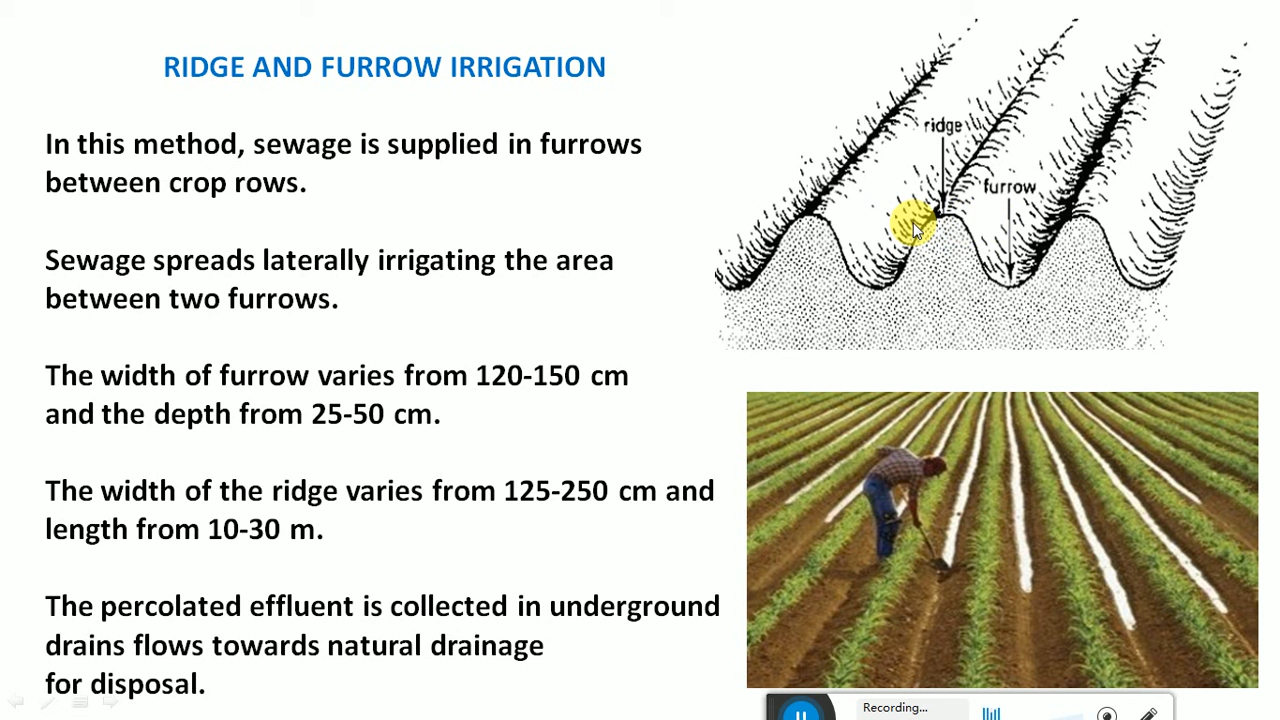 RIDGE AND FURROW IRRIGATION
In this method, sewage is supplied in furrows
between crop rows.
Sewage spreads laterally irrigating the area
between two furrows.
The width of furrow varies from 120-150 cm
and the depth from 25-50 cm.
The width of the ridge varies from 125-250 cm and
length from 10-30 m.
The percolated effluent is collected in underground
drains flows towards natural drainage
for disposal.
ridge
furrow
Recording...